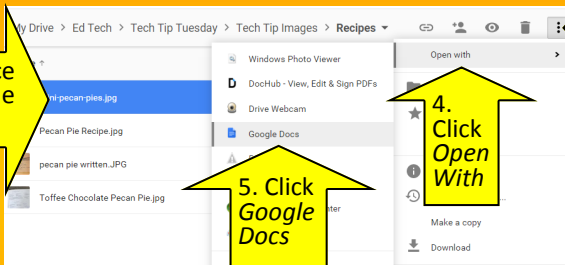 My Drive > Ed Tech > Tech Tip Tuesday > Tech Tip Images > Recipes
Open with
Windows Photo Viewer
DocHub - View, Edit & Sign PDFs
Drive Webcam
Google Docs
mini-pecan-pies.jpg
Pecan Pie Recipe.jpg
pecan pie written.JPG
Toffee Chocolate Pecan Pie.jpg
4.
Click
Open
With
5. Click
Google
Docs
Make a copy
Download